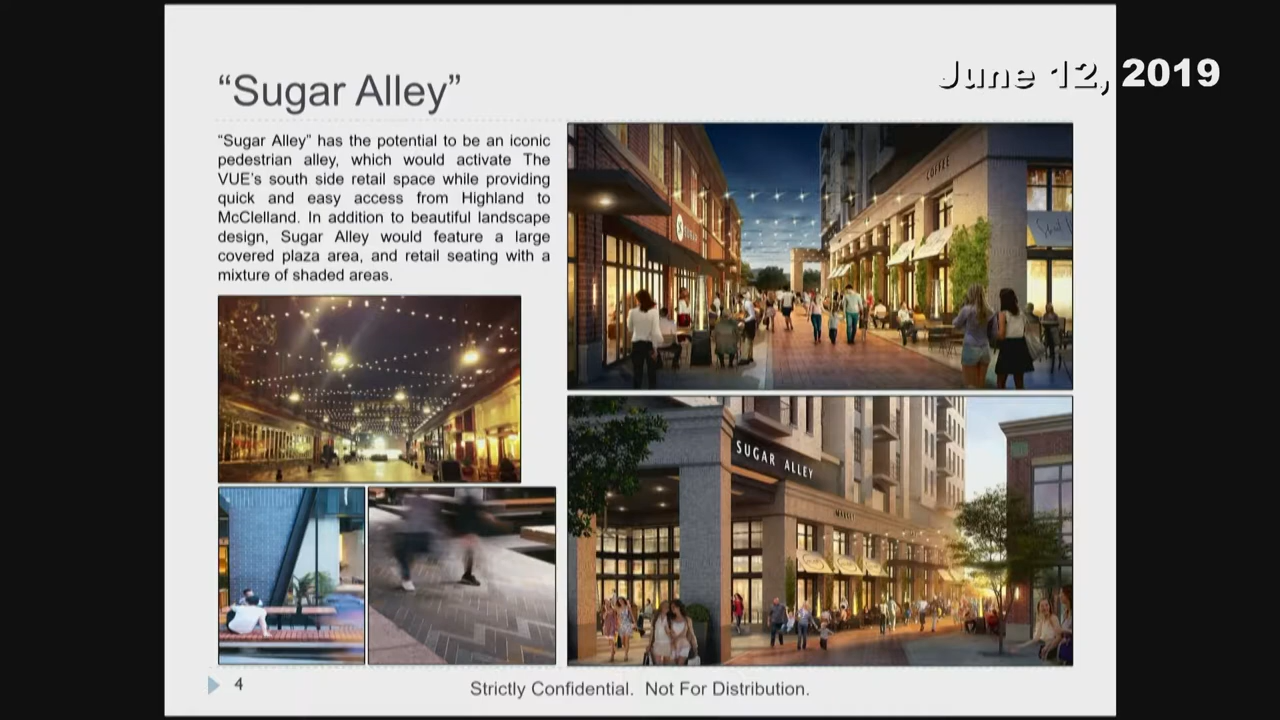 June 12, 2019
“Sugar Alley”
“Sugar Alley” has the potential to be an iconic
pedestrian alley, which would activate The
VUE’s south side retail space while providing
quick and easy access from Highland to
McClelland. In addition to beautiful landscape
design, Sugar Alley would feature a large
covered plaza area, and retail seating with a
mixture of shaded areas.
COFFEE
SUGAR
SUGAR ALLEY
MARKET
4
Strictly Confidential. Not For Distribution.